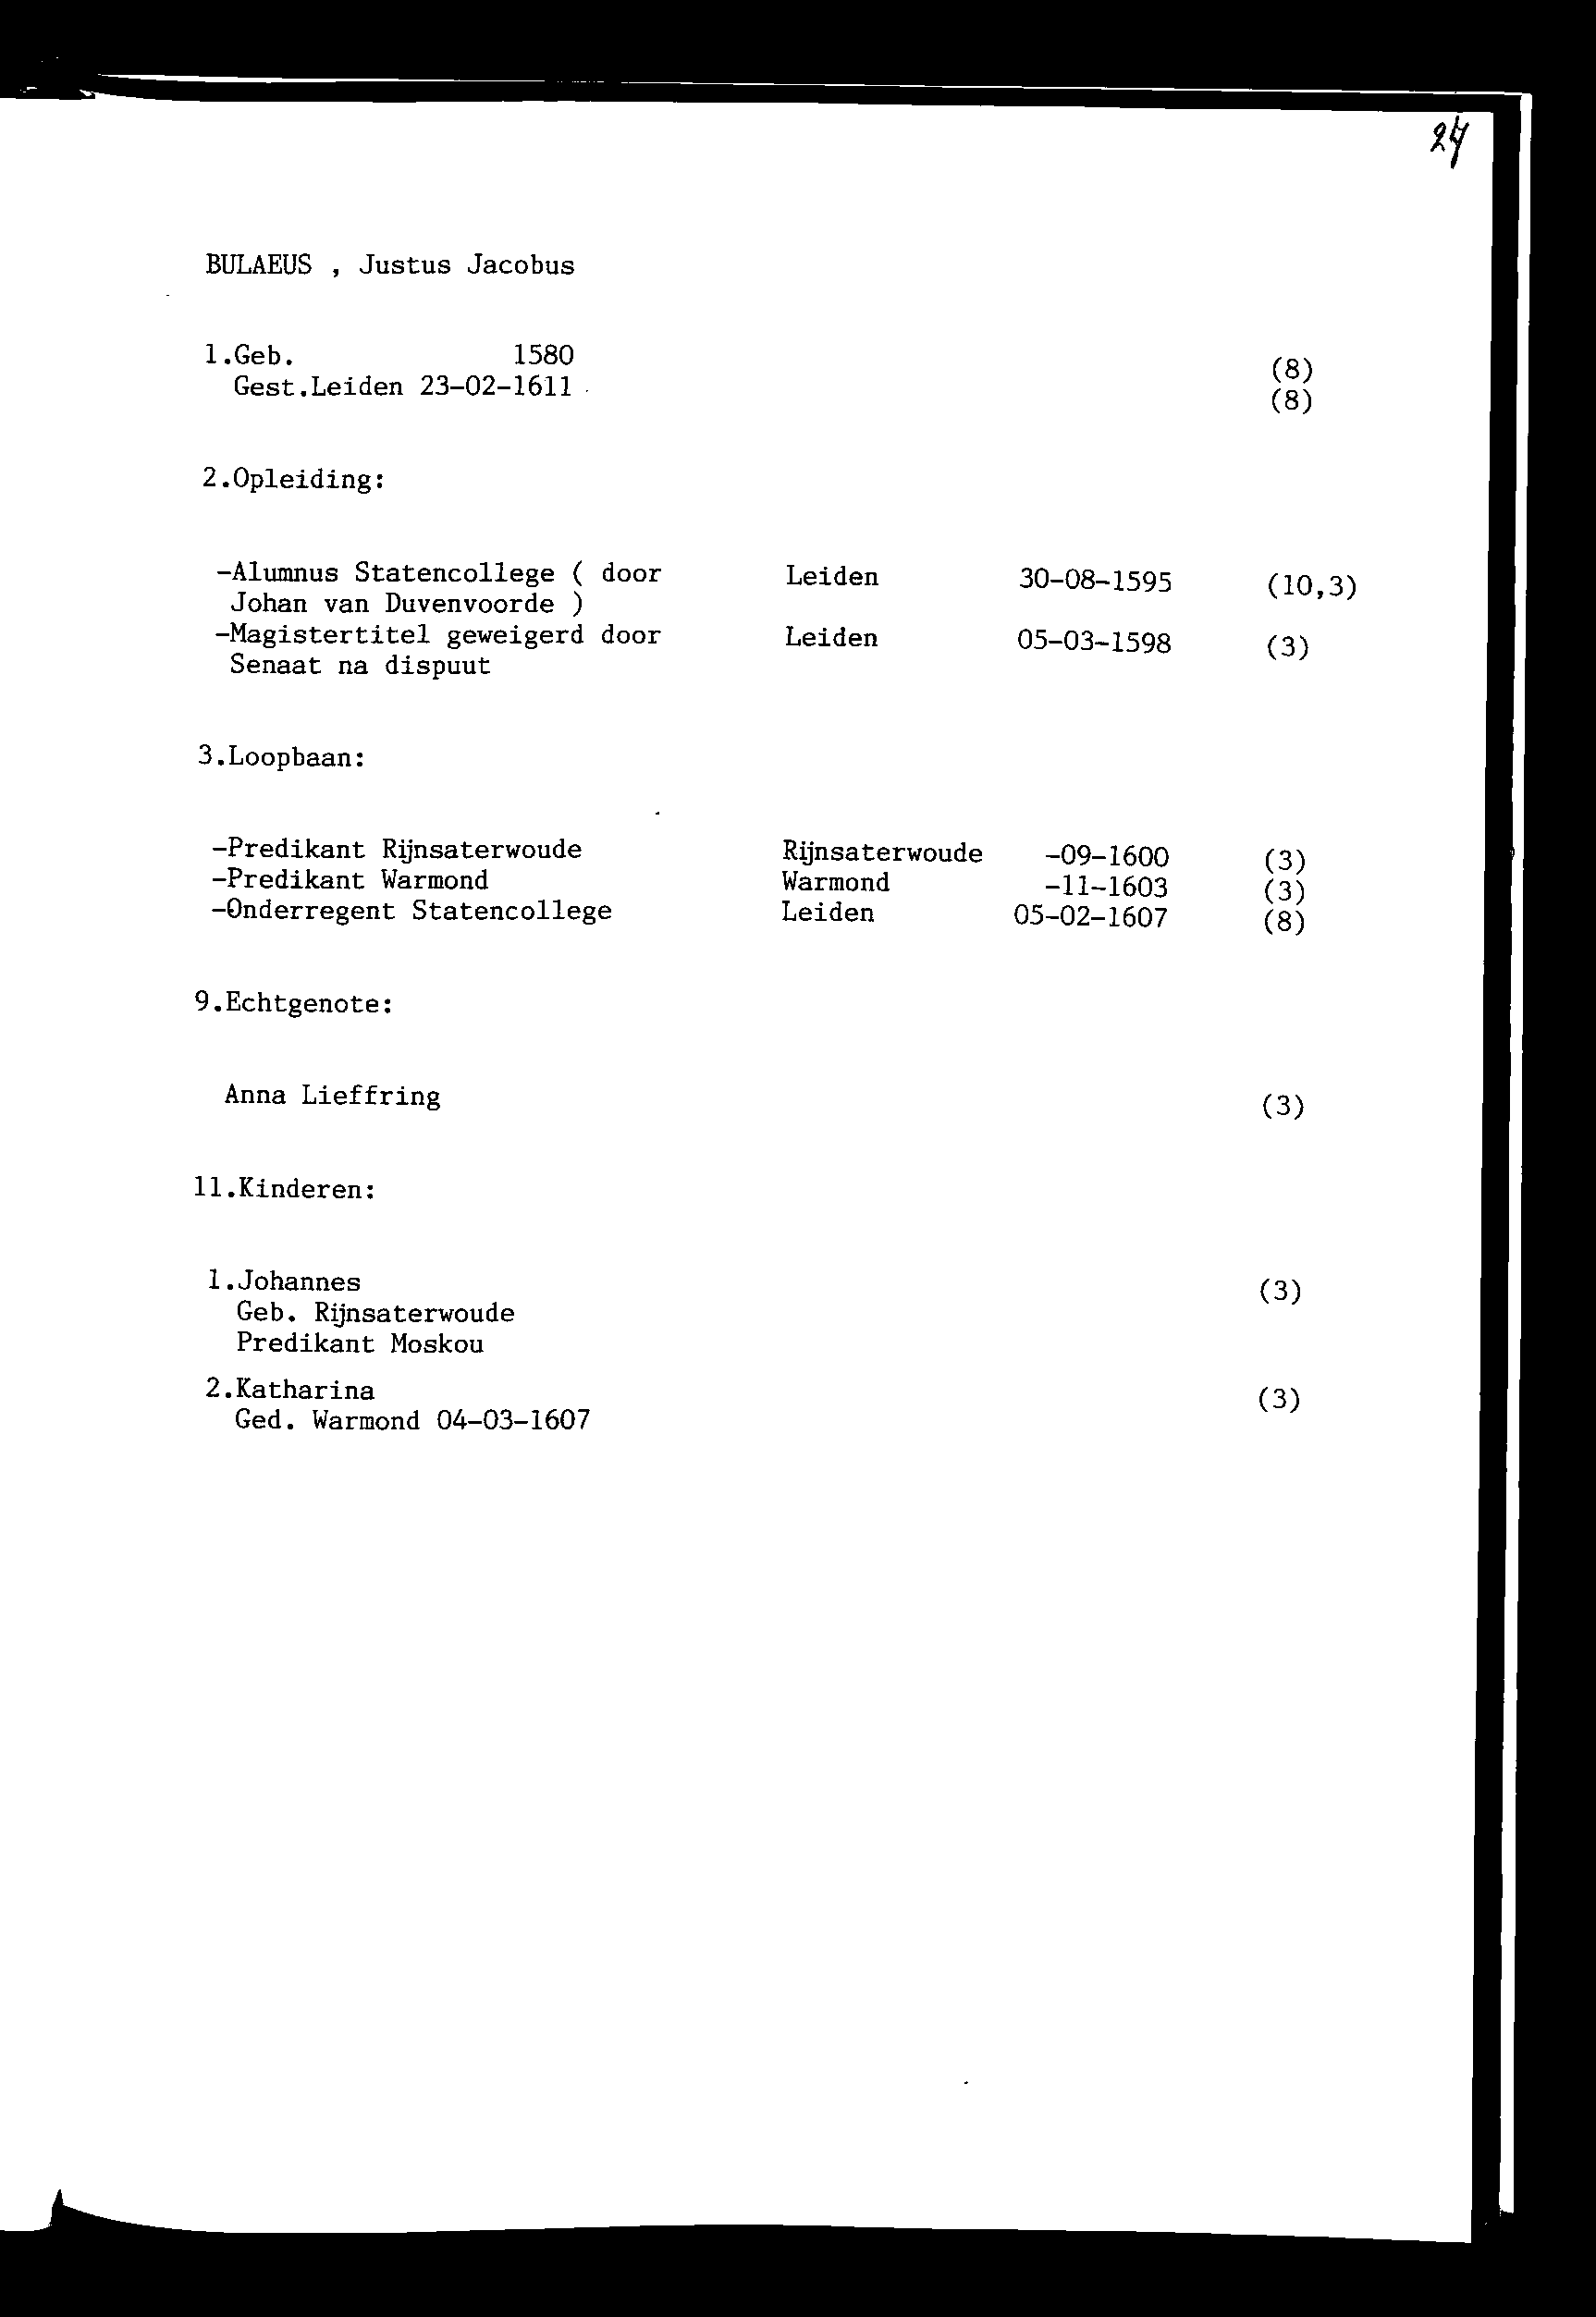 BULAEUS , Justus Jacobus
1.Geb. 1580 (8)
Gest.Leiden 23-02-1611 (8)
2.Opleiding:
-Alumnus Statencollege ( door Leiden 30-08-1595 (10,3)
Johan van Duvenvoorde )
-Magistertitel geweigerd door Leiden 05-03-1598 (3)
Senaat na dispuut
3.Loopbaan:
-Predikant Rijnsaterwoude Rijnsaterwoude -09-1600 (3)
-Predikant Warmond Warmond -11-1603 (3)
-Onderregent Statencollege Leiden 05-02-1607 (8)
9.Echtgenote:
Anna Lieffring (3)
11.Kinderen:
1.Johannes (3)
Geb. Rijnsaterwoude
Predikant Moskou
2.Katharina (3)
Ged. Warmond 04-03-1607